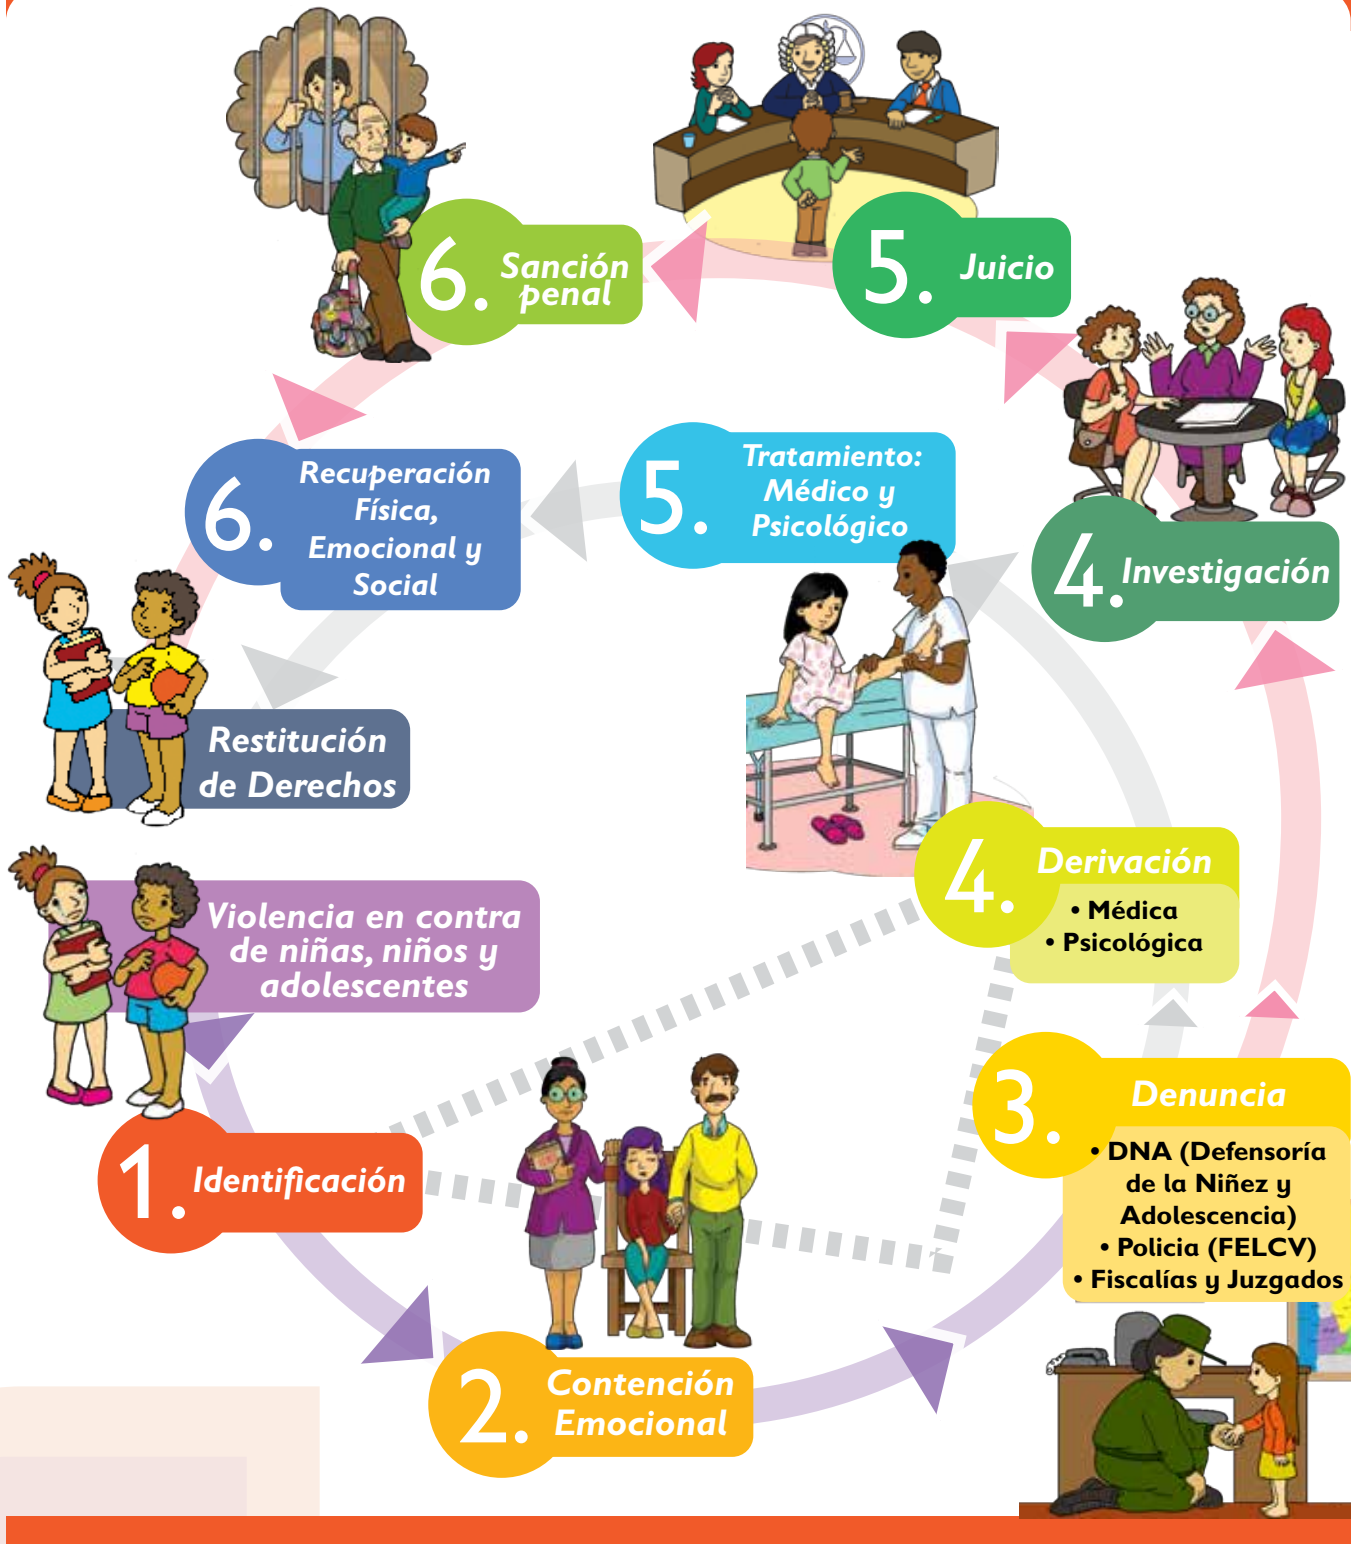 6. Sanción
penal
5. Juicio
6. Recuperación
Física,
Emocional y
Social
5. Tratamiento:
Médico y
Psicológico
4. Investigación
Restitución
de Derechos
4. Derivación
• Médica
• Psicológica
Violencia en contra
de niñas, niños y
adolescentes
3. Denuncia
• DNA (Defensoría
de la Niñez y
Adolescencia)
• Policia (FELCV)
• Fiscalías y Juzgados
1. Identificación
2. Contención
Emocional